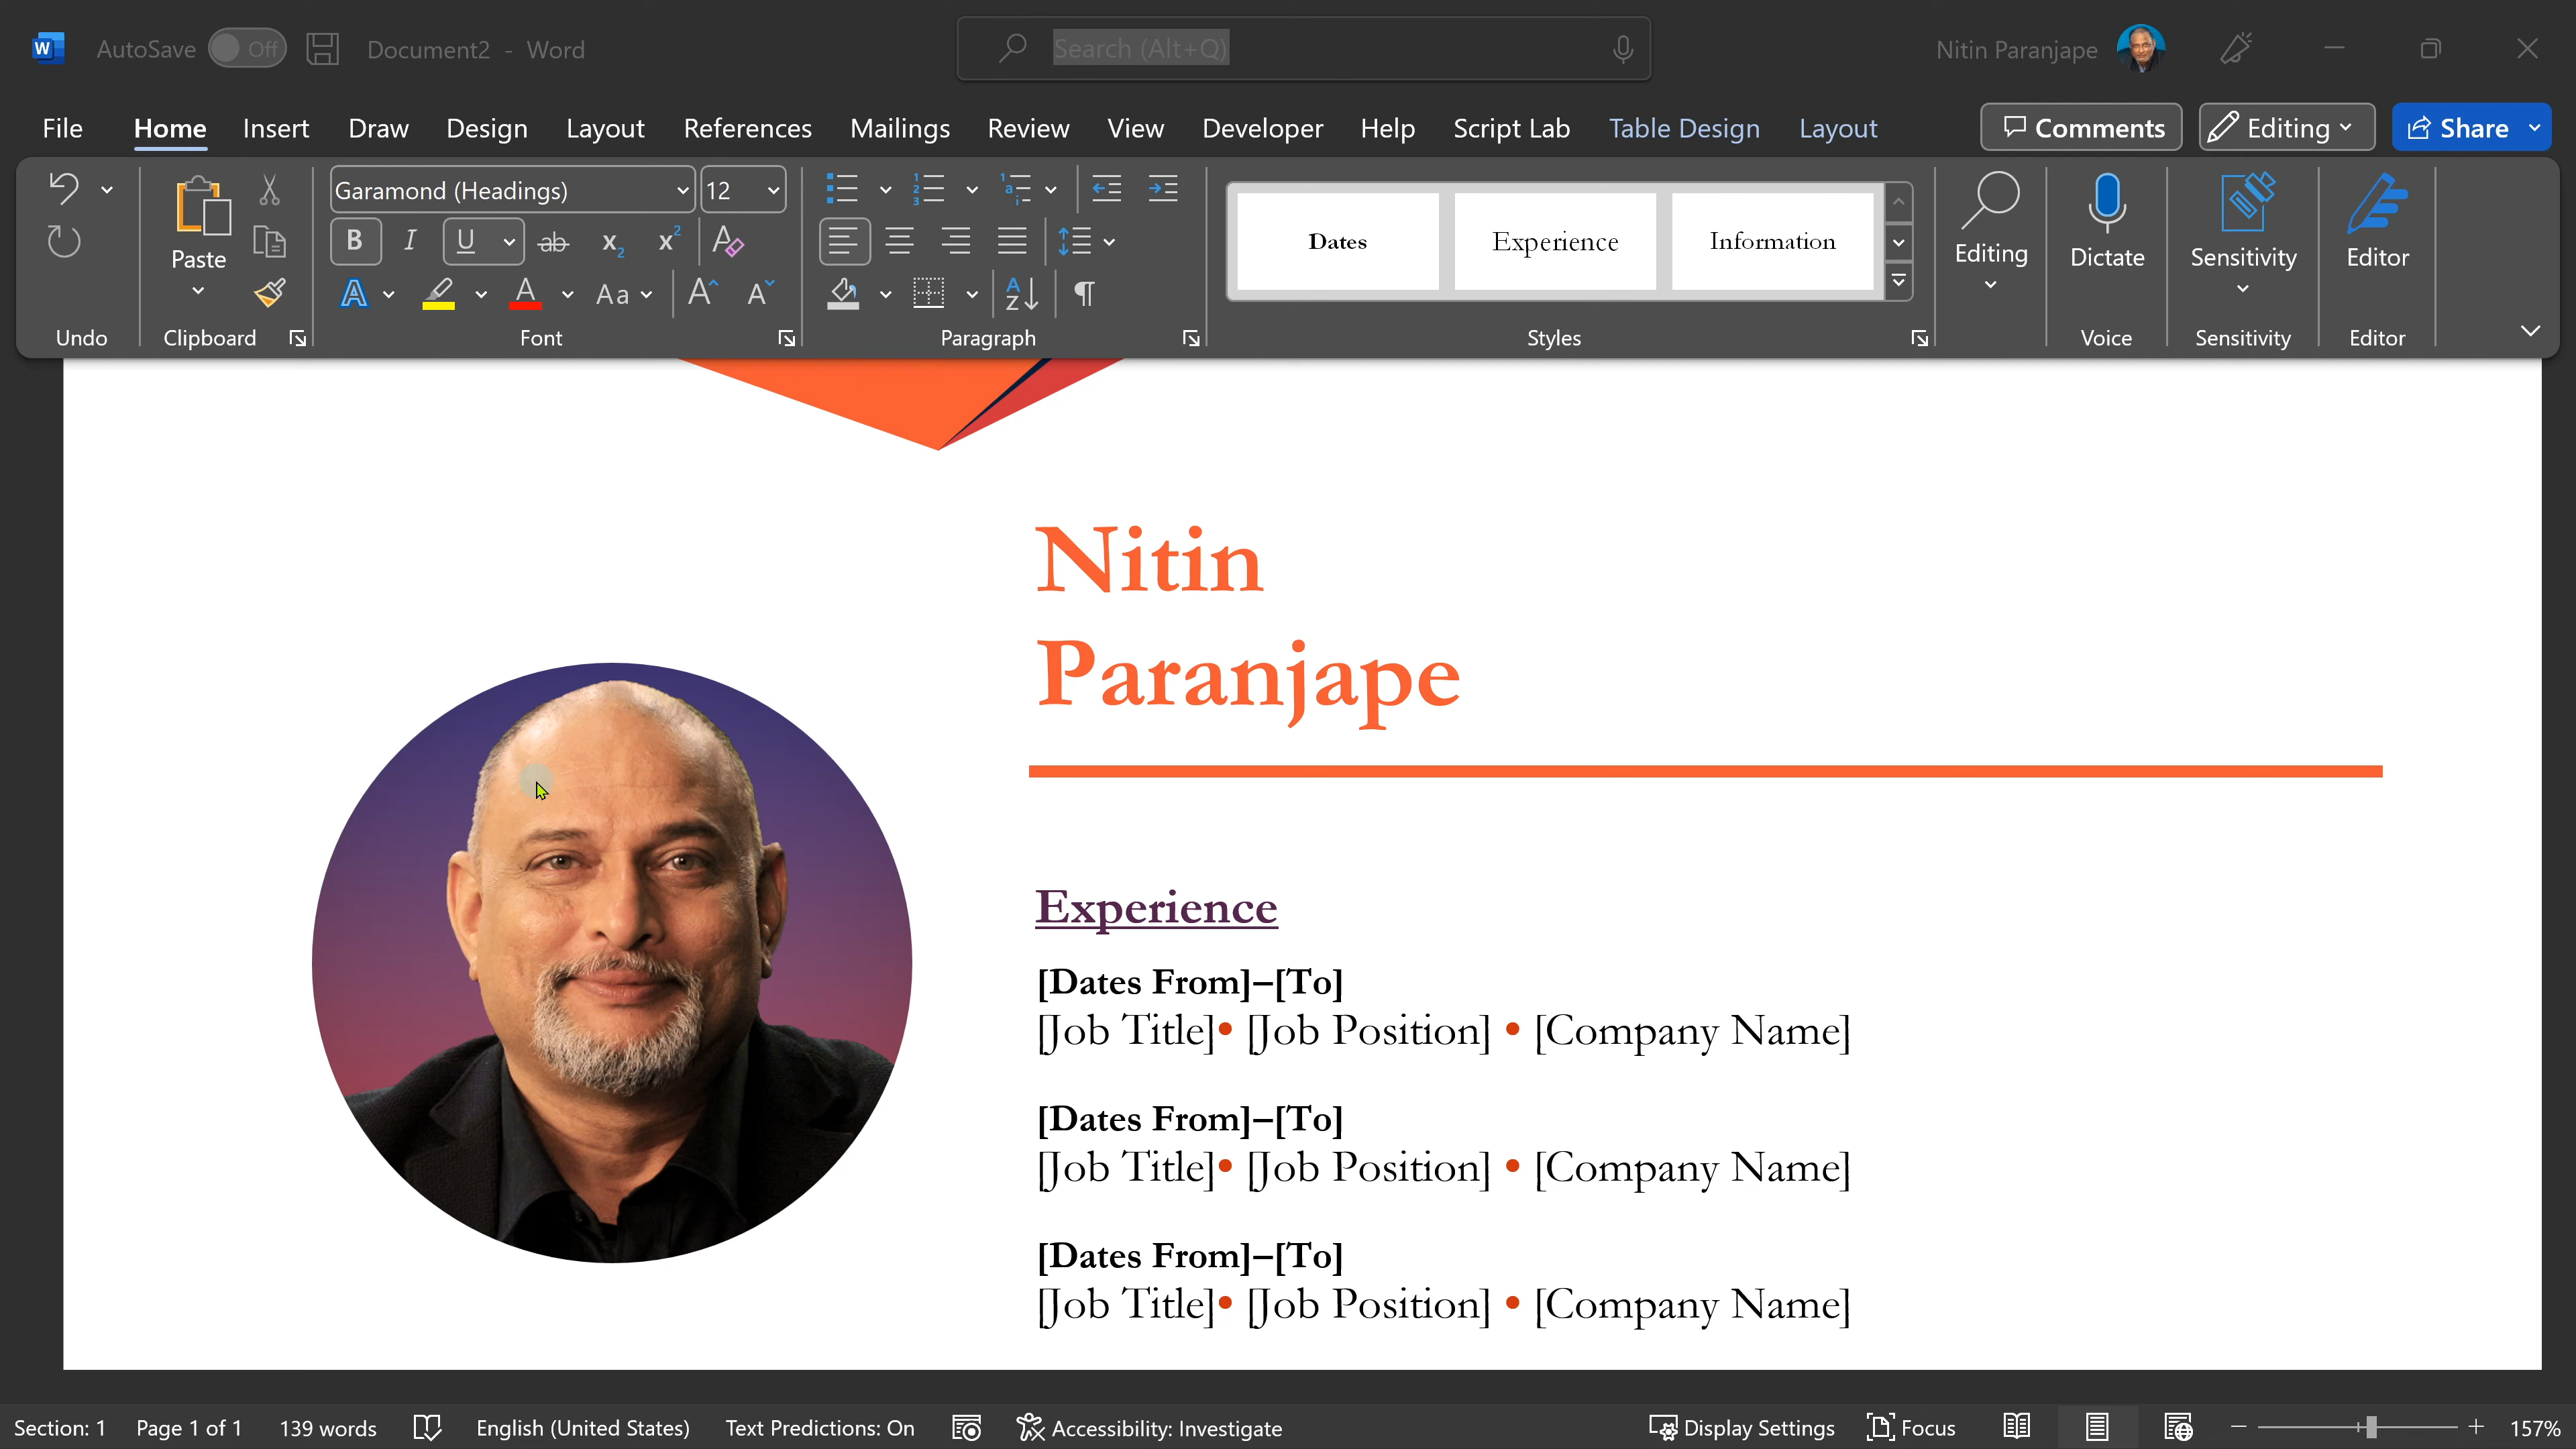 W AutoSave Off Document2 - Word Search (Alt+Q) Nitin Paranjape
File Home Insert Draw Design Layout References Mailings Review View Developer Help Script Lab Table Design Layout Comments Editing Share
Garamond (Headings) 12
Paste
B I U ab x₂ x² A
A A Aa A A A Z ¶
Dates Experience Information
Editing Dictate Sensitivity Editor
Undo Clipboard Font Paragraph Styles Voice Sensitivity Editor
Nitin
Paranjape
Experience
[Dates From]–[To]
[Job Title]• [Job Position] • [Company Name]
[Dates From]–[To]
[Job Title]• [Job Position] • [Company Name]
[Dates From]–[To]
[Job Title]• [Job Position] • [Company Name]
Section: 1 Page 1 of 1 139 words English (United States) Text Predictions: On Accessibility: Investigate Display Settings Focus 157%